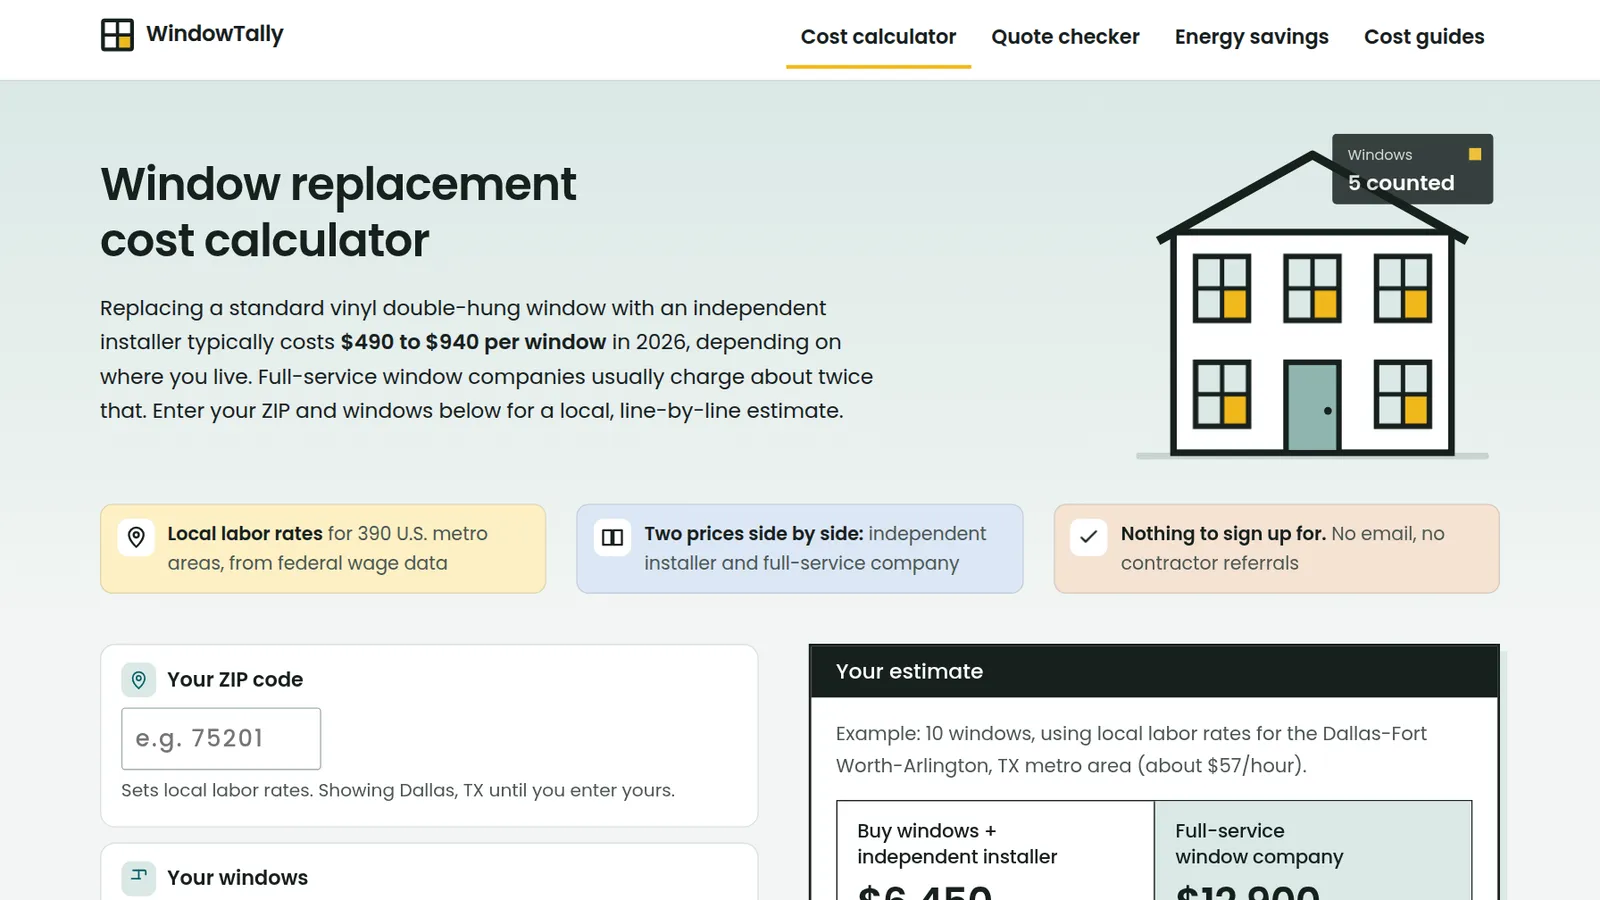 WindowTally
Cost calculator
Quote checker
Energy savings
Cost guides
Windows
5 counted
Window replacement
cost calculator
Replacing a standard vinyl double-hung window with an independent
installer typically costs $490 to $940 per window in 2026, depending on
where you live. Full-service window companies usually charge about twice
that. Enter your ZIP and windows below for a local, line-by-line estimate.
Local labor rates for 390 U.S. metro
areas, from federal wage data
Two prices side by side: independent
installer and full-service company
Nothing to sign up for. No email, no
contractor referrals
Your ZIP code
e.g. 75201
Sets local labor rates. Showing Dallas, TX until you enter yours.
Your windows
Your estimate
Example: 10 windows, using local labor rates for the Dallas-Fort
Worth-Arlington, TX metro area (about $57/hour).
Buy windows +
independent installer
$6,450
Full-service
window company
$12,900